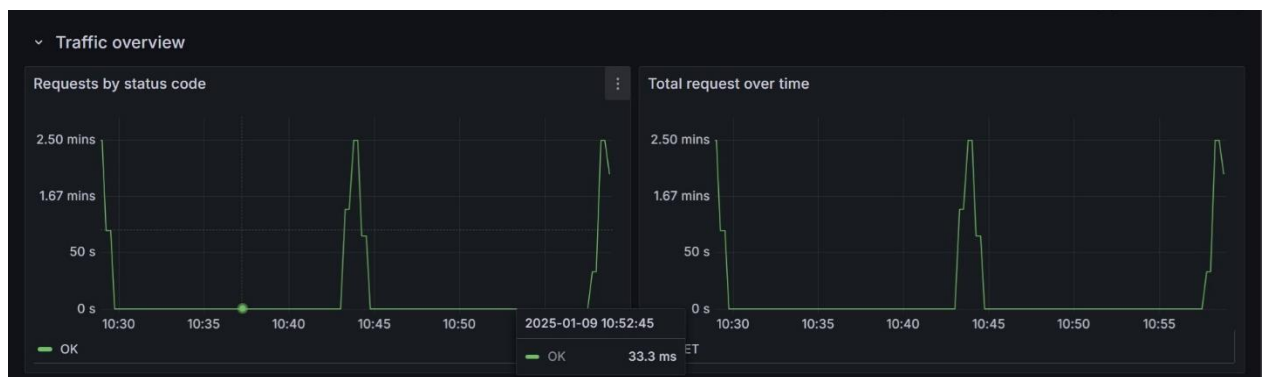 Traffic overview
Requests by status code
2.50 mins
1.67 mins
50 s
0 s
10:30 10:35 10:40 10:45 10:50
OK
2025-01-09 10:52:45
OK 33.3 ms
Total request over time
2.50 mins
1.67 mins
50 s
0 s
10:30 10:35 10:40 10:45 10:50 10:55
ET